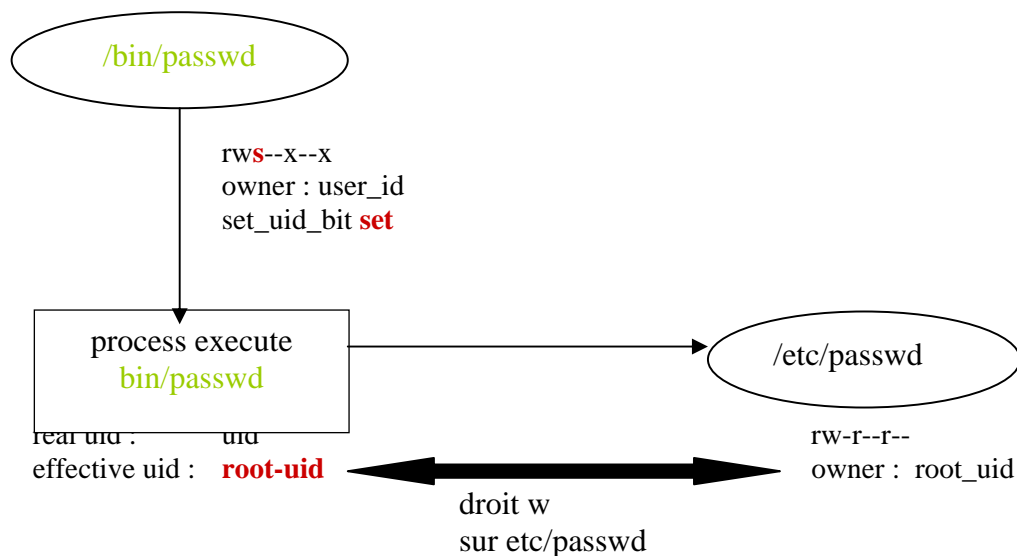 /bin/passwd
rws--x--x
owner : user_id
set_uid_bit set
process execute
bin/passwd
/etc/passwd
real uid : uid
effective uid : root-uid
rw-r--r--
owner : root_uid
droit w
sur etc/passwd